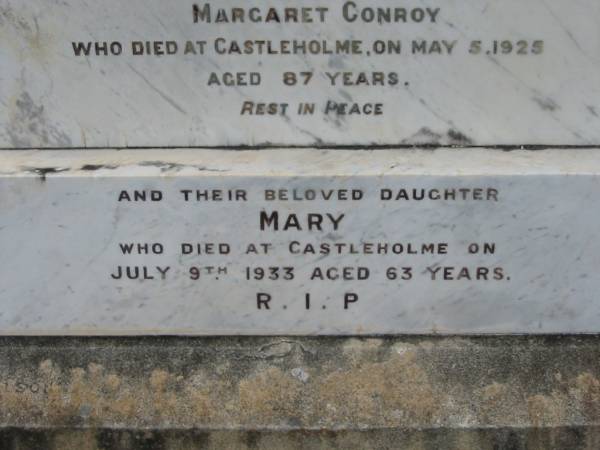 MARGARET CONROY
WHO DIED AT CASTLEHOLME, ON MAY 5, 1925
AGED 87 YEARS.
REST IN PEACE
AND THEIR BELOVED DAUGHTER
MARY
WHO DIED AT CASTLEHOLME ON
JULY 9TH 1933 AGED 63 YEARS.
R. I. P